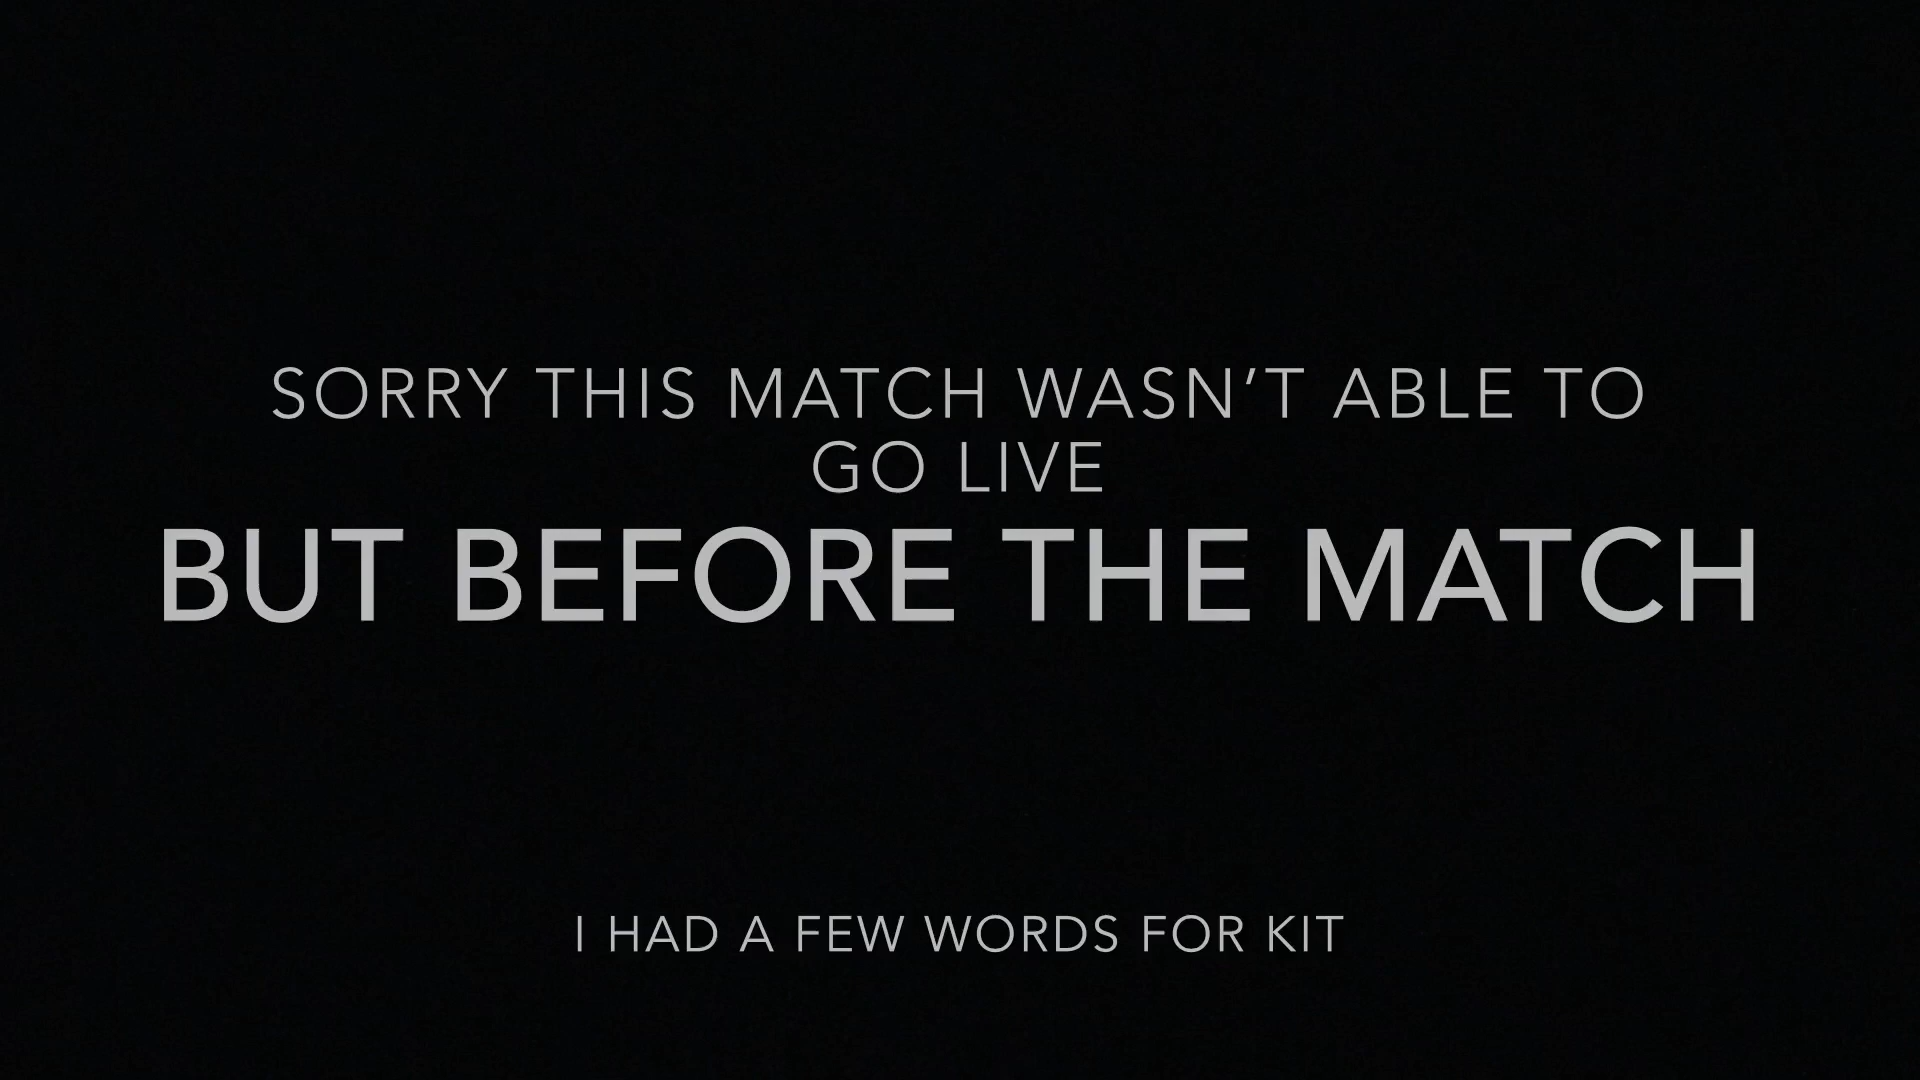 SORRY THIS MATCH WASN’T ABLE TO
GO LIVE
BUT BEFORE THE MATCH
I HAD A FEW WORDS FOR KIT